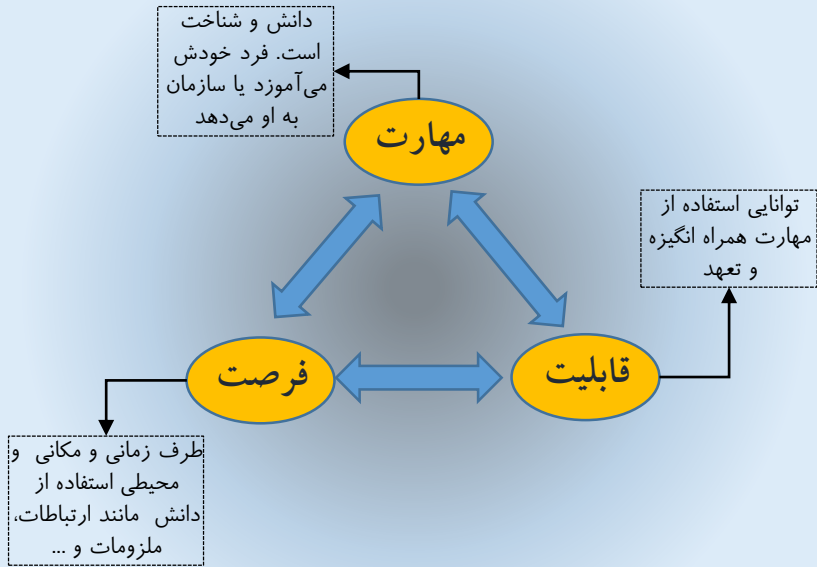 دانش و شناخت
است. فرد خودش
می‌آموزد یا سازمان
به او می‌دهد
مهارت
توانایی استفاده از
مهارت همراه انگیزه
و تعهد
قابلیت
فرصت
طرف زمانی و مکانی و
محیطی استفاده از
دانش مانند ارتباطات،
ملزومات و ...